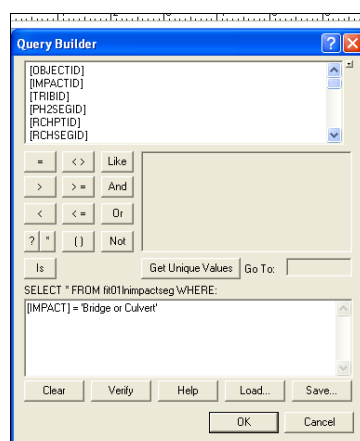 Query Builder
[OBJECTID]
[IMPACTID]
[TRIBID]
[PH2SEGID]
[RCHPTID]
[RCHSEGID]
= <> Like
> >= And
< <= Or
? * () Not
Is Get Unique Values Go To:
SELECT * FROM fit01lnimpactseg WHERE:
[IMPACT] = 'Bridge or Culvert'
Clear Verify Help Load... Save...
OK Cancel